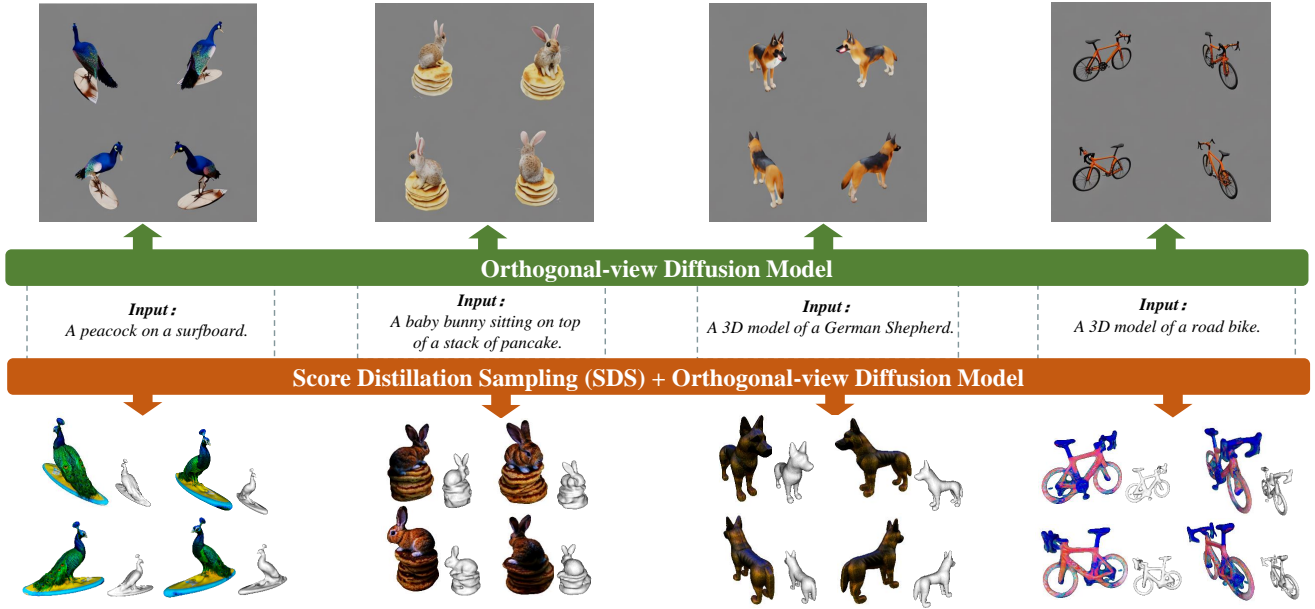 Orthogonal-view Diffusion Model
Input:
A peacock on a surfboard.
Input:
A baby bunny sitting on top
of a stack of pancake.
Input:
A 3D model of a German Shepherd.
Input:
A 3D model of a road bike.
Score Distillation Sampling (SDS) + Orthogonal-view Diffusion Model